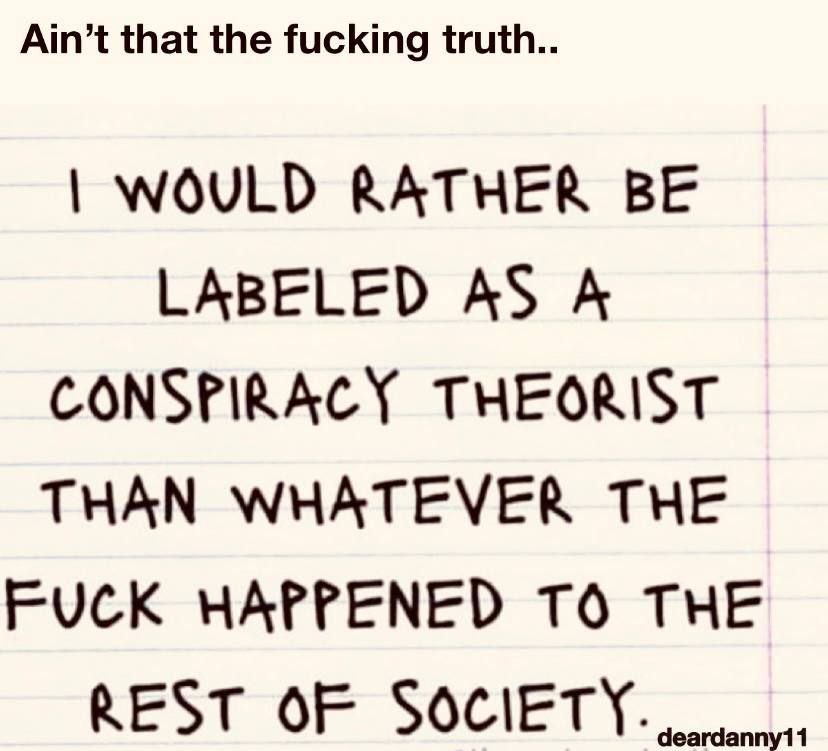 Ain't that the fucking truth..
I WOULD RATHER BE
LABELED AS A
CONSPIRACY THEORIST
THAN WHATEVER THE
FUCK HAPPENED TO THE
REST OF SOCIETY.
deardanny11